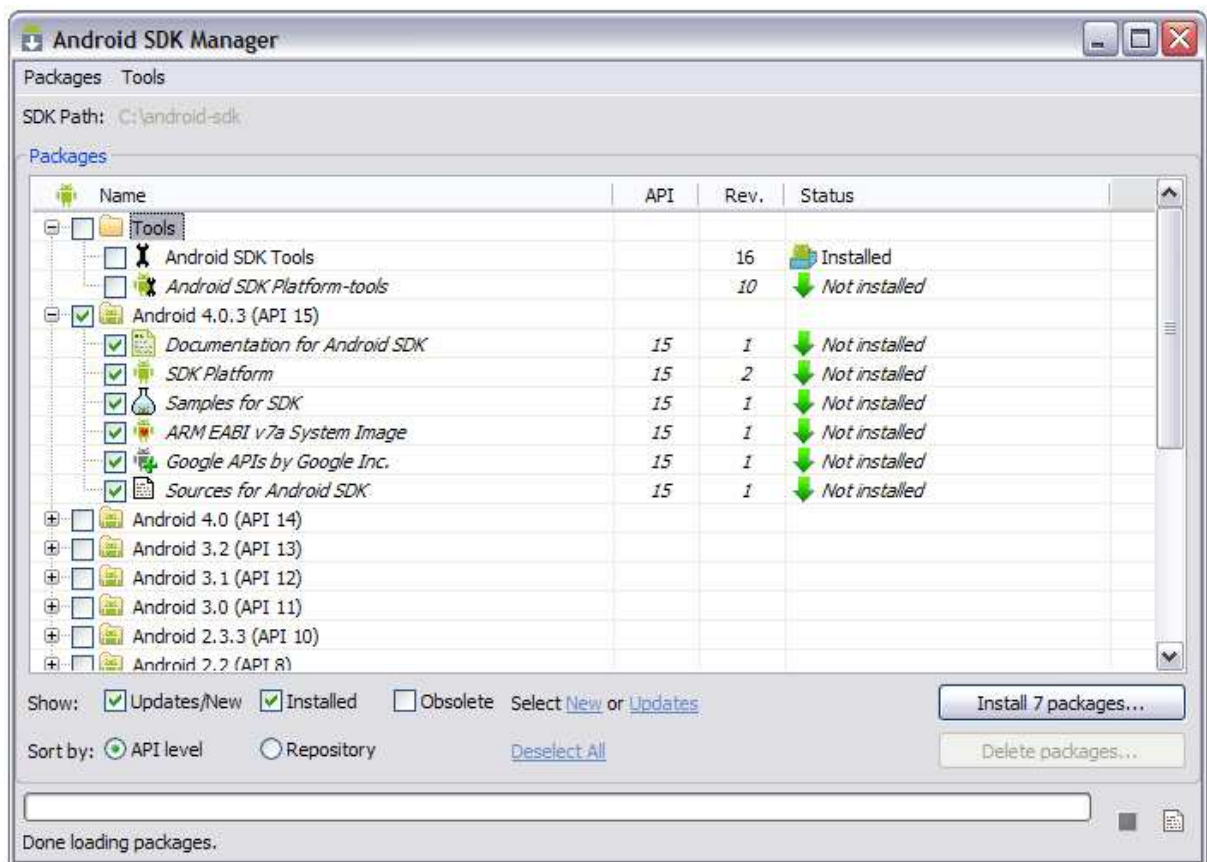 Android SDK Manager
Packages Tools
SDK Path: C:\android-sdk
Packages
Name API Rev. Status
Tools
Android SDK Tools 16 Installed
Android SDK Platform-tools 10 Not installed
Android 4.0.3 (API 15)
Documentation for Android SDK 15 1 Not installed
SDK Platform 15 2 Not installed
Samples for SDK 15 1 Not installed
ARM EABI v7a System Image 15 1 Not installed
Google APIs by Google Inc. 15 1 Not installed
Sources for Android SDK 15 1 Not installed
Android 4.0 (API 14)
Android 3.2 (API 13)
Android 3.1 (API 12)
Android 3.0 (API 11)
Android 2.3.3 (API 10)
Android 2.2 (API 8)
Show: Updates/New Installed Obsolete Select New or Updates Install 7 packages...
Sort by: API level Repository Deselect All Delete packages...
Done loading packages.